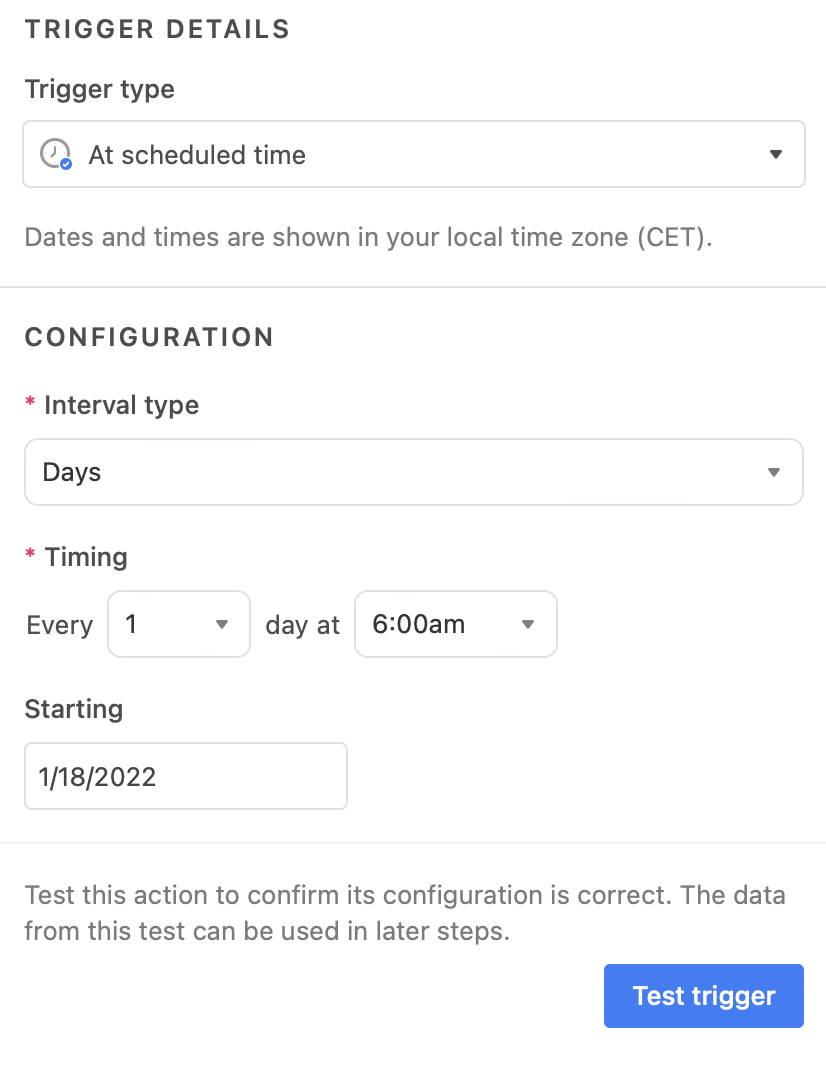 TRIGGER DETAILS
Trigger type
At scheduled time
Dates and times are shown in your local time zone (CET).
CONFIGURATION
* Interval type
Days
* Timing
Every 1 day at 6:00am
Starting
1/18/2022
Test this action to confirm its configuration is correct. The data
from this test can be used in later steps.
Test trigger